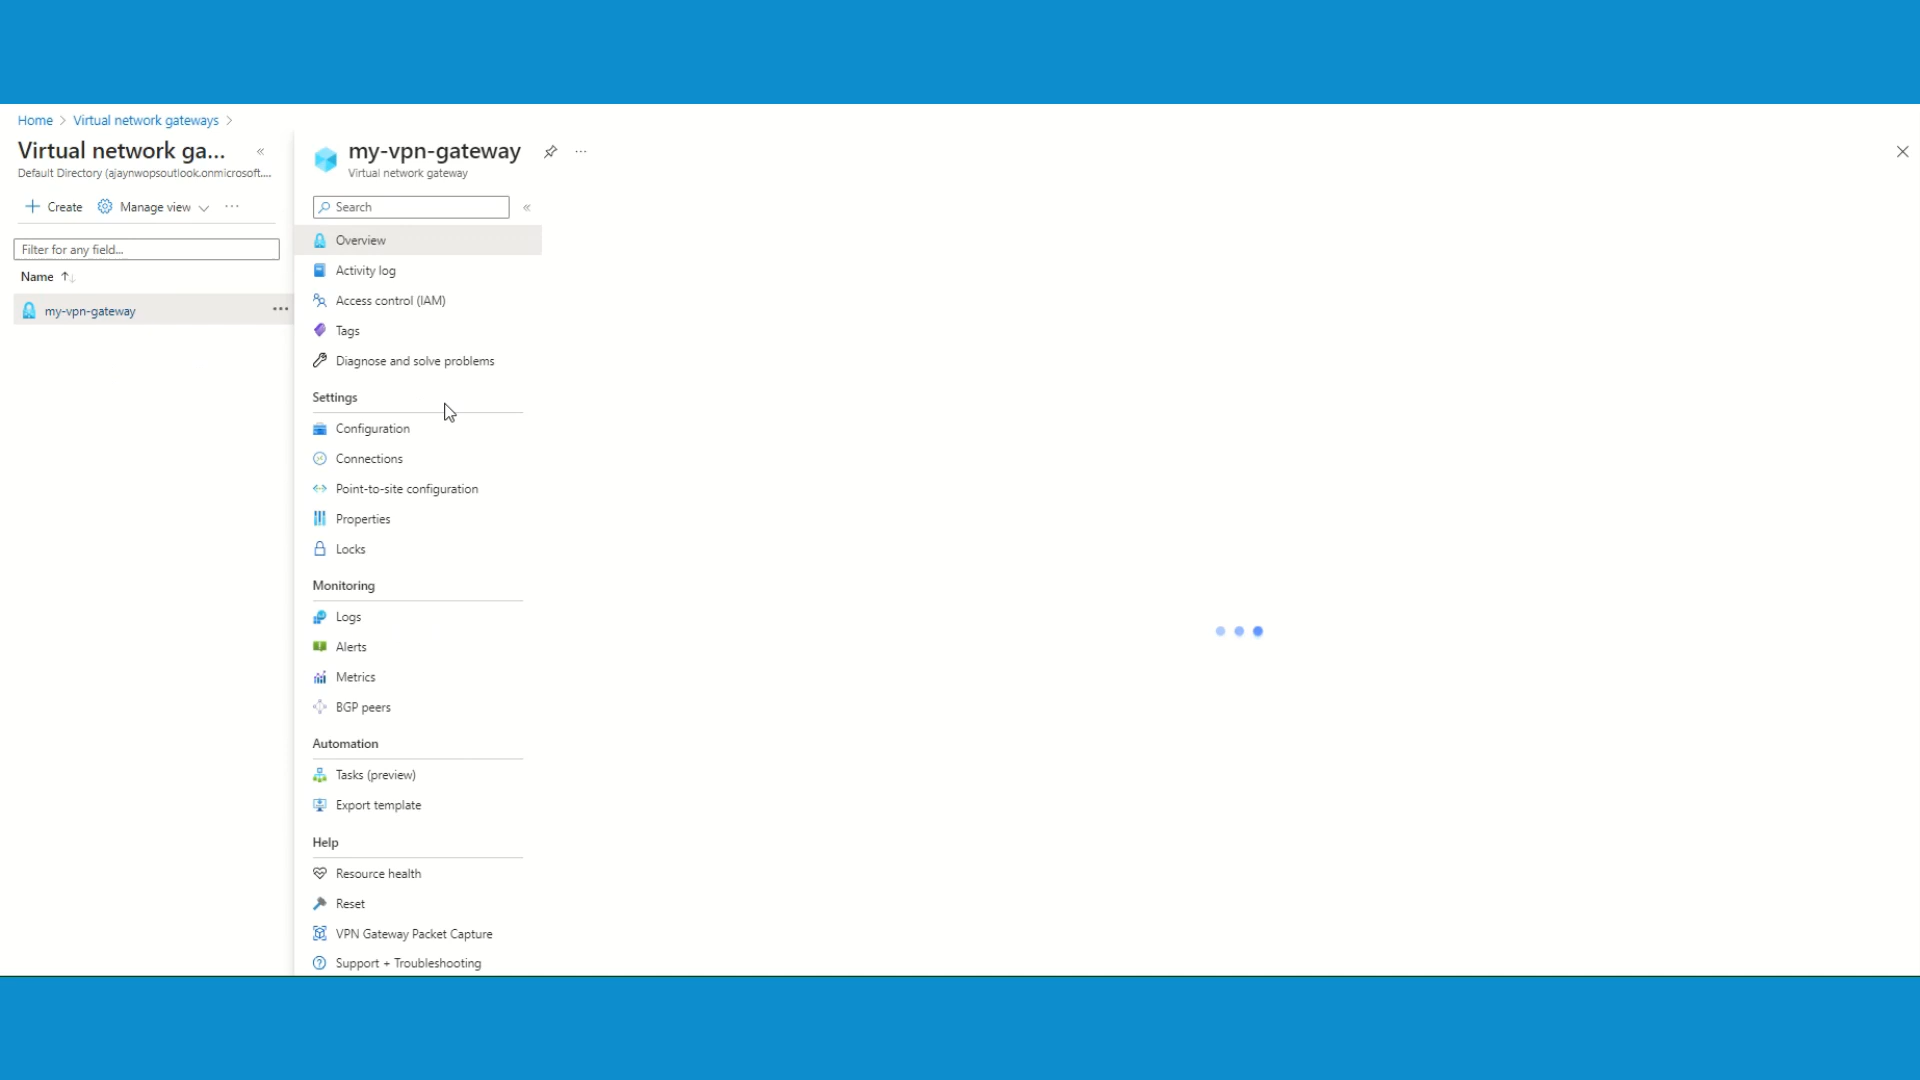 Home > Virtual network gateways >
Virtual network ga...
Default Directory (ajaynwopsoutlook.onmicrosoft....
Create
Manage view
Filter for any field...
Name
my-vpn-gateway
my-vpn-gateway
Virtual network gateway
Search
Overview
Activity log
Access control (IAM)
Tags
Diagnose and solve problems
Settings
Configuration
Connections
Point-to-site configuration
Properties
Locks
Monitoring
Logs
Alerts
Metrics
BGP peers
Automation
Tasks (preview)
Export template
Help
Resource health
Reset
VPN Gateway Packet Capture
Support + Troubleshooting